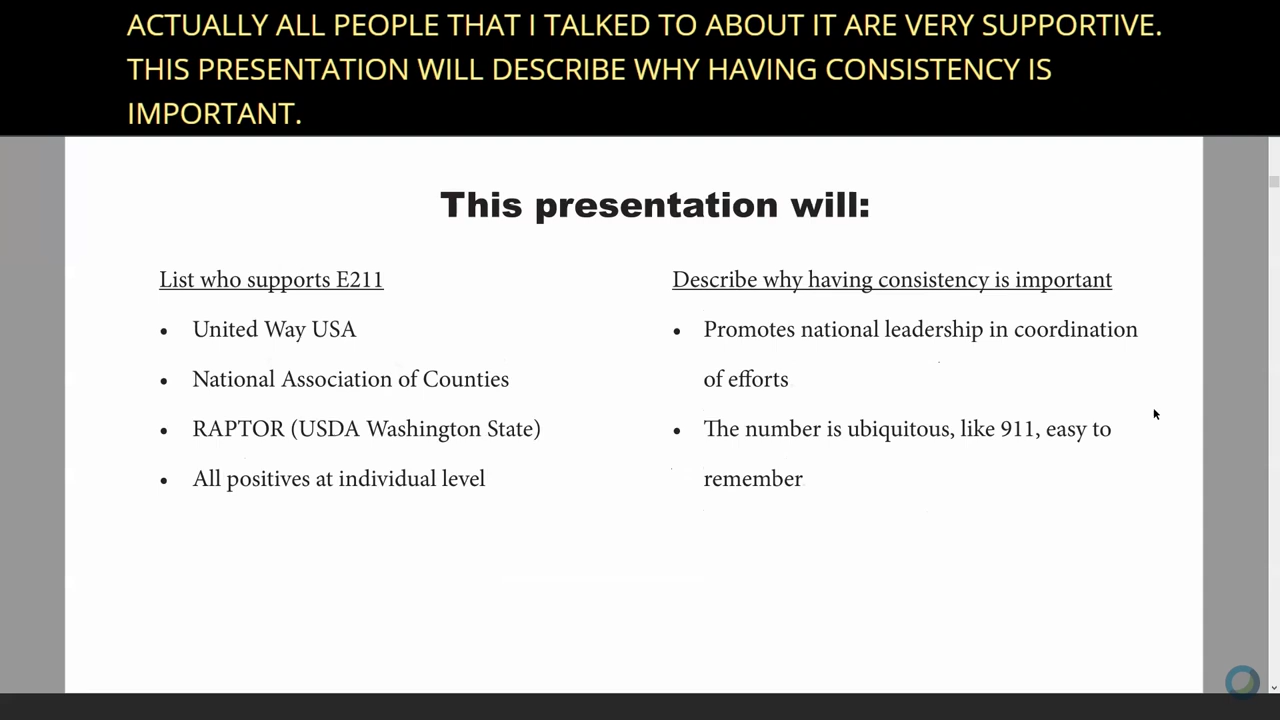 ACTUALLY ALL PEOPLE THAT I TALKED TO ABOUT IT ARE VERY SUPPORTIVE.
THIS PRESENTATION WILL DESCRIBE WHY HAVING CONSISTENCY IS
IMPORTANT.
This presentation will:
List who supports E211
• United Way USA
• National Association of Counties
• RAPTOR (USDA Washington State)
• All positives at individual level
Describe why having consistency is important
• Promotes national leadership in coordination
of efforts
• The number is ubiquitous, like 911, easy to
remember